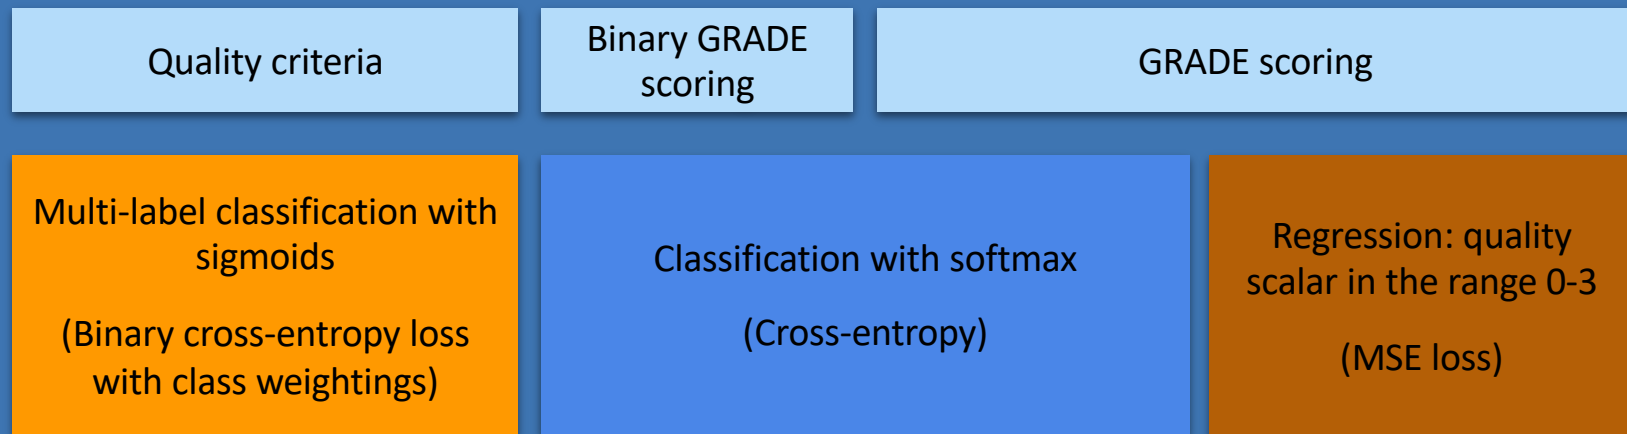 Quality criteria
Binary GRADE
scoring
GRADE scoring
Multi-label classification with
sigmoids
(Binary cross-entropy loss
with class weightings)
Classification with softmax
(Cross-entropy)
Regression: quality
scalar in the range 0-3
(MSE loss)